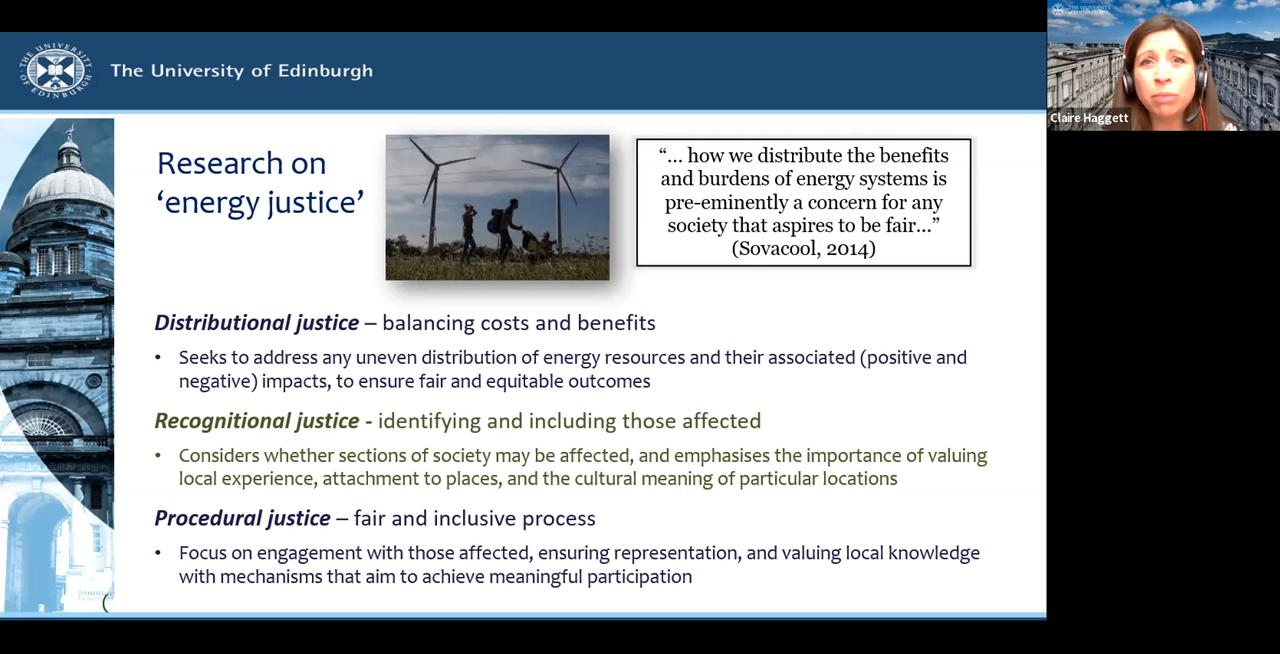 THE UNIVERSITY OF EDINBURGH
The University of Edinburgh
Claire Haggett
Research on
‘energy justice’
“... how we distribute the benefits
and burdens of energy systems is
pre-eminently a concern for any
society that aspires to be fair...”
(Sovacool, 2014)
Distributional justice – balancing costs and benefits
• Seeks to address any uneven distribution of energy resources and their associated (positive and
negative) impacts, to ensure fair and equitable outcomes
Recognitional justice - identifying and including those affected
• Considers whether sections of society may be affected, and emphasises the importance of valuing
local experience, attachment to places, and the cultural meaning of particular locations
Procedural justice – fair and inclusive process
• Focus on engagement with those affected, ensuring representation, and valuing local knowledge
with mechanisms that aim to achieve meaningful participation
(